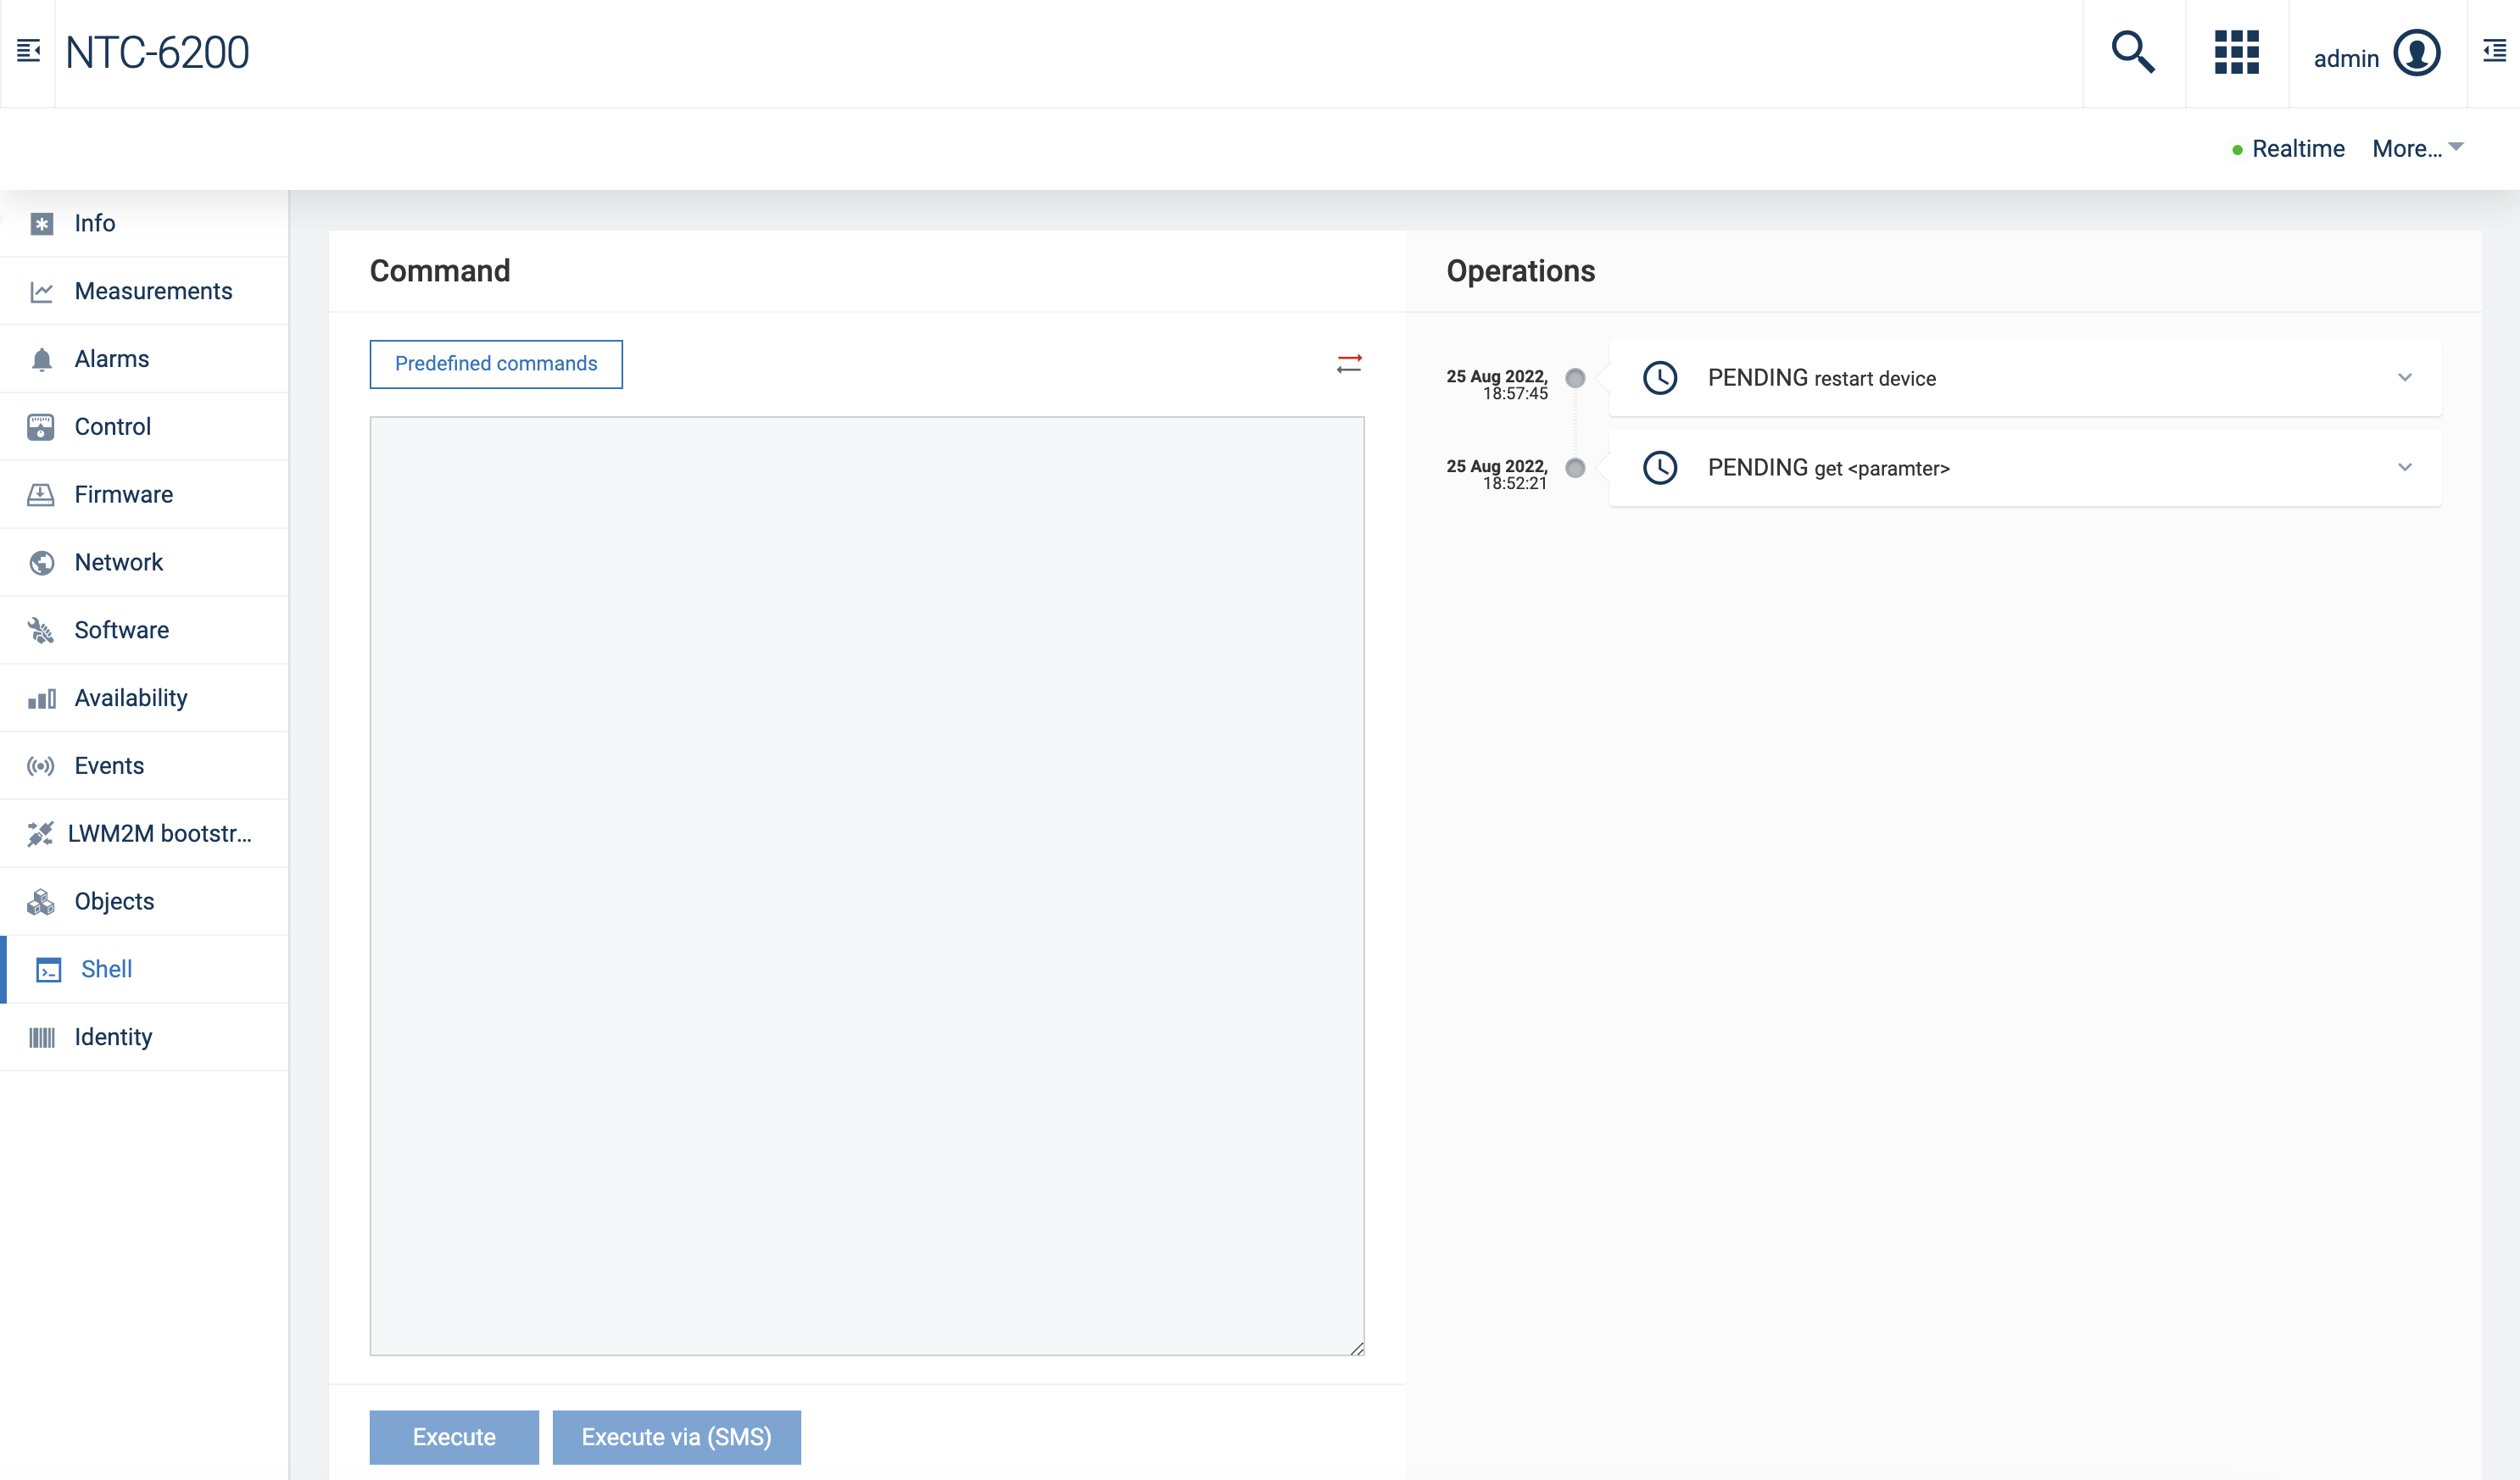 NTC-6200
admin
Realtime More...
Info
Measurements
Alarms
Control
Firmware
Network
Software
Availability
Events
LWM2M bootstr...
Objects
Shell
Identity
Command
Predefined commands
Execute Execute via (SMS)
Operations
25 Aug 2022,
18:57:45
PENDING restart device
25 Aug 2022,
18:52:21
PENDING get <paramter>